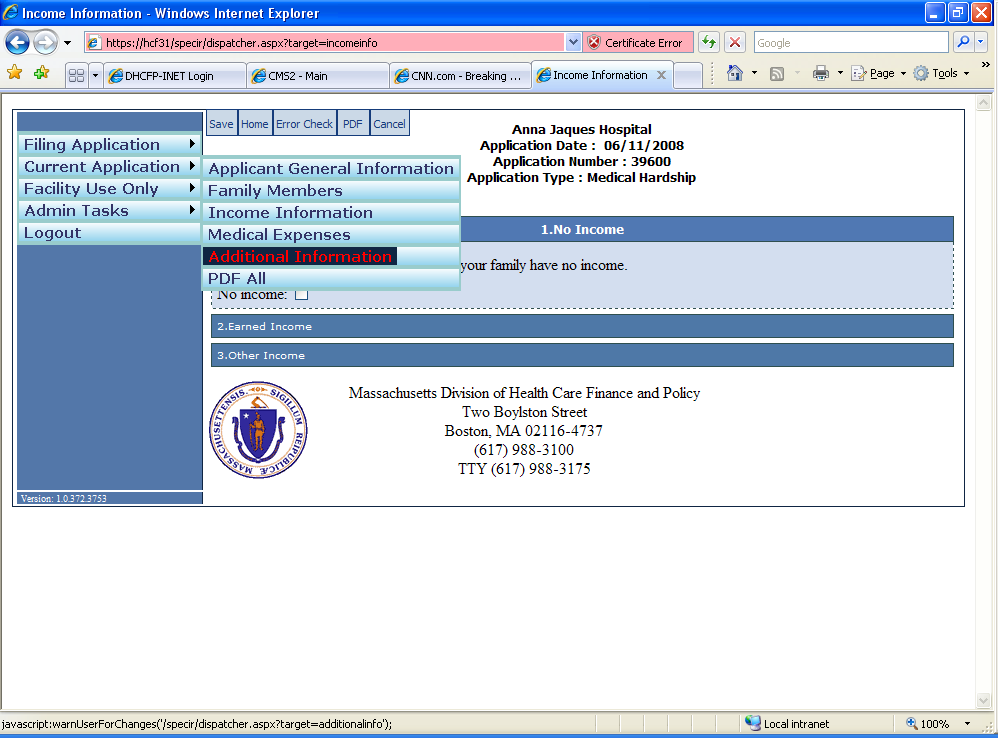 Income Information - Windows Internet Explorer
https://hcf31/specir/dispatcher.aspx?target=incomeinfo
Certificate Error
Google
DHCFP-INET Login
CMS2 - Main
CNN.com - Breaking ...
Income Information
Page
Tools
»
Save Home Error Check PDF Cancel
Anna Jaques Hospital
Application Date : 06/11/2008
Application Number : 39600
Application Type : Medical Hardship
Filing Application
Current Application
Facility Use Only
Admin Tasks
Logout
Applicant General Information
Family Members
Income Information
Medical Expenses
Additional Information
PDF All
1.No Income
your family have no income.
No income:
2.Earned Income
3.Other Income
MASSACHUSETTENSIS SIGILLUM REIPUBLICÆ
Massachusetts Division of Health Care Finance and Policy
Two Boylston Street
Boston, MA 02116-4737
(617) 988-3100
TTY (617) 988-3175
Version: 1.0.372.3753
javascript:warnUserForChanges('/specir/dispatcher.aspx?target=additionalinfo');
Local intranet
100%